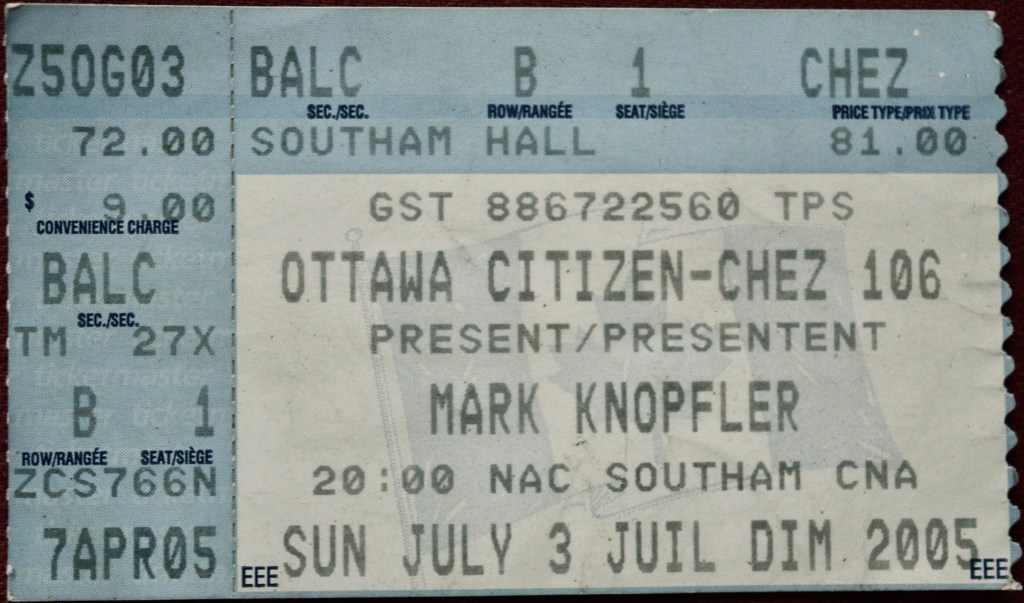 Z50G03 BALC B 1 CHEZ
SEC./SEC. ROW/RANGÉE SEAT/SIÈGE PRICE TYPE/PRIX TYPE
72.00 SOUTHAM HALL 81.00
$ 9.00 GST 886722560 TPS
CONVENIENCE CHARGE
BALC OTTAWA CITIZEN-CHEZ 106
SEC./SEC.
TM 27X PRESENT/PRESENTENT
B 1 MARK KNOPFLER
ROW/RANGÉE SEAT/SIÈGE
ZCS766N 20:00 NAC SOUTHAM CNA
7APR05 SUN JULY 3 JUIL DIM 2005
EEE EEE